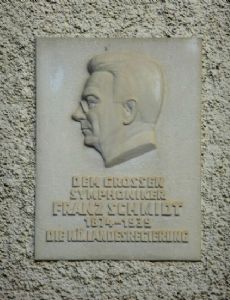 DEM GROSSEN
SYMPHONIKER
FRANZ SCHMIDT
1874-1939
DIE NÖ LANDESREGIERUNG